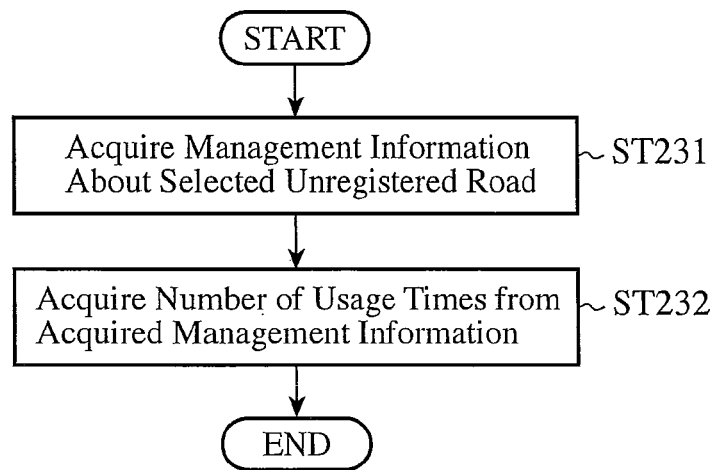 START
Acquire Management Information
About Selected Unregistered Road
ST231
Acquire Number of Usage Times from
Acquired Management Information
ST232
END